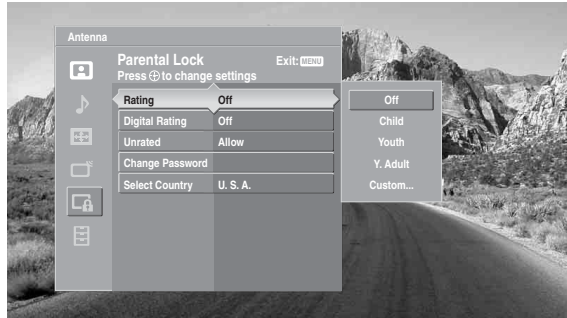 Antenna
Parental Lock Exit: MENU
Press to change settings
Rating Off
Digital Rating Off
Unrated Allow
Change Password
Select Country U. S. A.
Off
Child
Youth
Y. Adult
Custom...